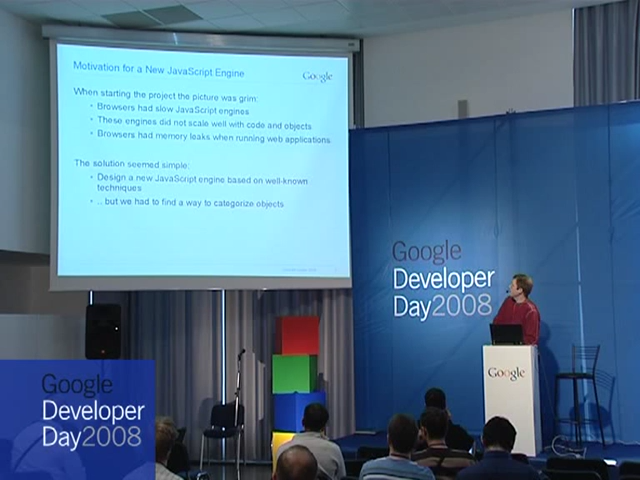 Motivation for a New JavaScript Engine
Google
When starting the project the picture was grim:
• Browsers had slow JavaScript engines
• These engines did not scale well with code and objects
• Browsers had memory leaks when running web applications
The solution seemed simple:
• Design a new JavaScript engine based on well-known
techniques
• ... but we had to find a way to categorize objects
Google
Developer
Day2008
Google
Google
Developer
Day2008